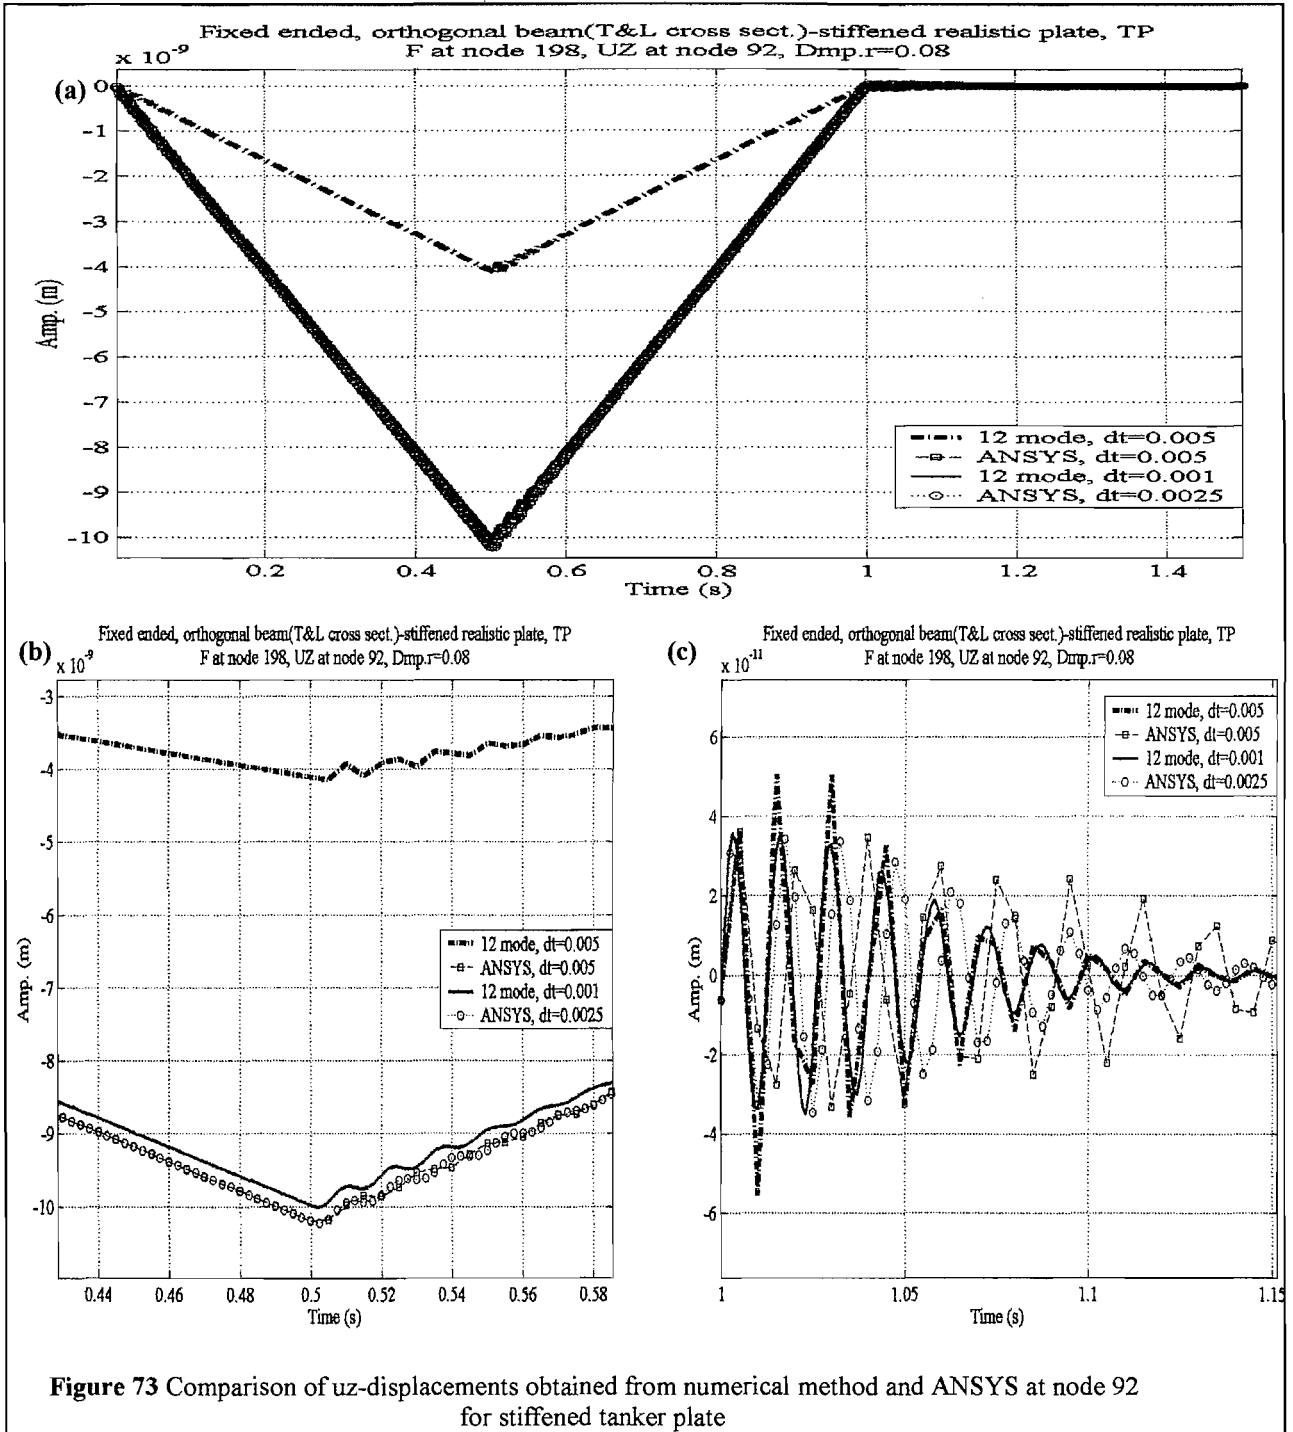 Fixed ended, orthogonal beam(T&L cross sect.)-stiffened realistic plate, TP
F at node 198, UZ at node 92, Dmp.r=0.08
x 10⁻⁹
(a)
0
-1
-2
-3
-4
-5
-6
-7
-8
-9
-10
Amp. (m)
0.2 0.4 0.6 0.8 1 1.2 1.4
Time (s)
12 mode, dt=0.005
ANSYS, dt=0.005
12 mode, dt=0.001
ANSYS, dt=0.0025
(b)
Fixed ended, orthogonal beam(T&L cross sect.)-stiffened realistic plate, TP
F at node 198, UZ at node 92, Dmp.r=0.08
x 10⁻⁹
-3
-4
-5
-6
-7
-8
-9
-10
Amp. (m)
12 mode, dt=0.005
ANSYS, dt=0.005
12 mode, dt=0.001
ANSYS, dt=0.0025
0.44 0.46 0.48 0.5 0.52 0.54 0.56 0.58
Time (s)
(c)
Fixed ended, orthogonal beam(T&L cross sect.)-stiffened realistic plate, TP
F at node 198, UZ at node 92, Dmp.r=0.08
x 10⁻¹¹
12 mode, dt=0.005
ANSYS, dt=0.005
12 mode, dt=0.001
ANSYS, dt=0.0025
6
4
2
0
-2
-4
-6
Amp. (m)
1 1.05 1.1 1.15
Time (s)
Figure 73 Comparison of uz-displacements obtained from numerical method and ANSYS at node 92
for stiffened tanker plate